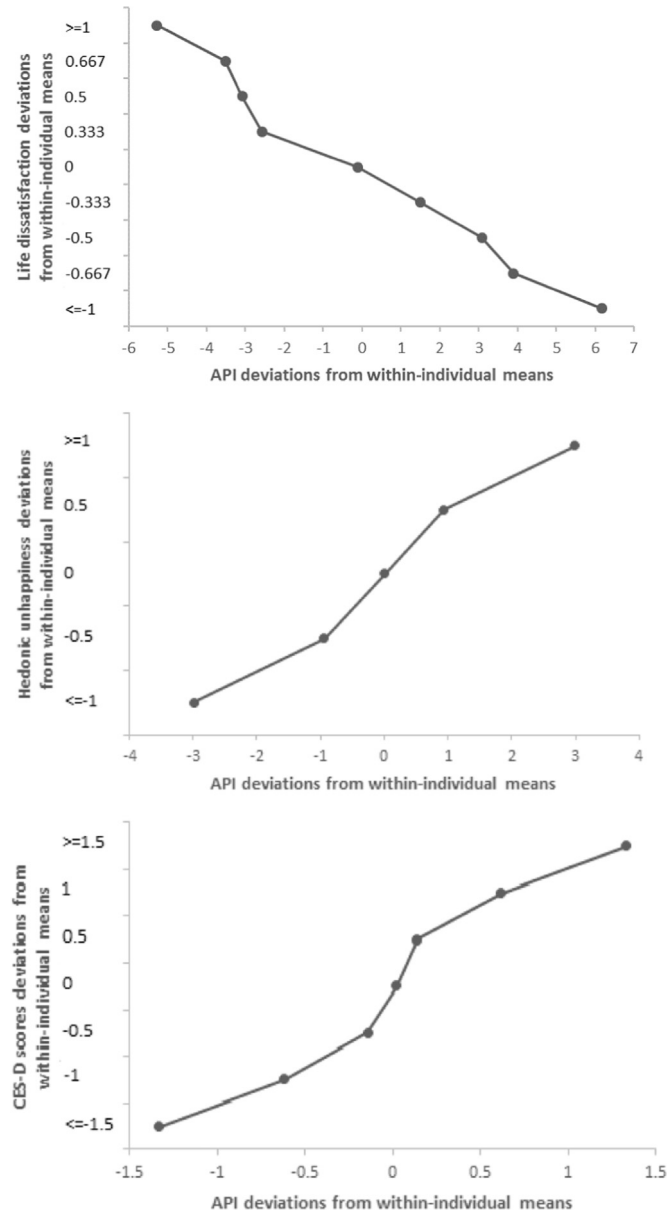 Life dissatisfaction deviations
from within-individual means
>=1
0.667
0.5
0.333
0
-0.333
-0.5
-0.667
<=-1
-6 -5 -4 -3 -2 -1 0 1 2 3 4 5 6 7
API deviations from within-individual means
Hedonic unhappiness deviations
from within-individual means
>=1
0.5
0
-0.5
<=-1
-4 -3 -2 -1 0 1 2 3 4
API deviations from within-individual means
CES-D scores deviations from
within-individual means
>=1.5
1
0.5
0
-0.5
-1
<=-1.5
-1.5 -1 -0.5 0 0.5 1 1.5
API deviations from within-individual means